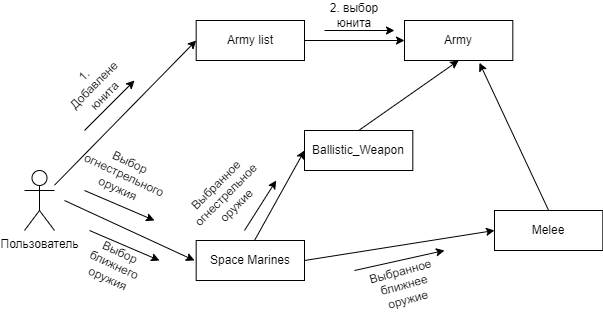 2. выбор
юнита
Army list
Army
1.
Добавлене
юнита
Ballistic_Weapon
Выбор
огнестрельного
оружия
Выбранное
огнестрельное
оружие
Пользователь
Выбор
ближнего
оружия
Space Marines
Melee
Выбранное
ближнее
оружие